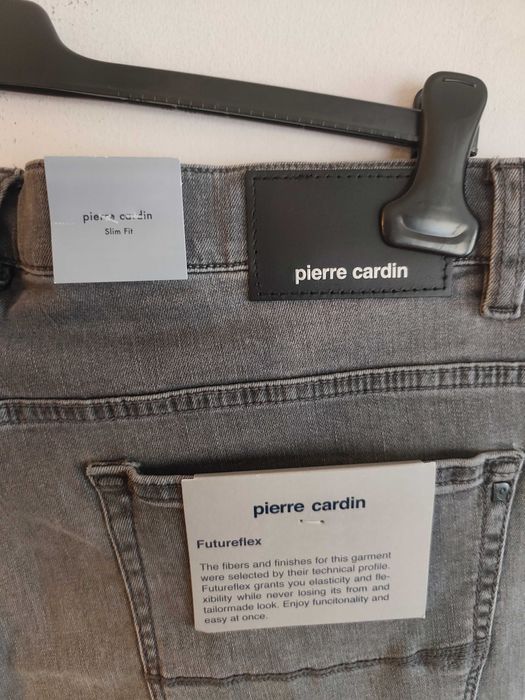 pierre cardin
Slim Fit
pierre cardin
pierre cardin
Futureflex
The fibers and finishes for this garment
were selected by their technical profile.
Futureflex grants you elasticity and fle-
xibility while never losing its from and
tailormade look. Enjoy funcitonality and
easy at once.